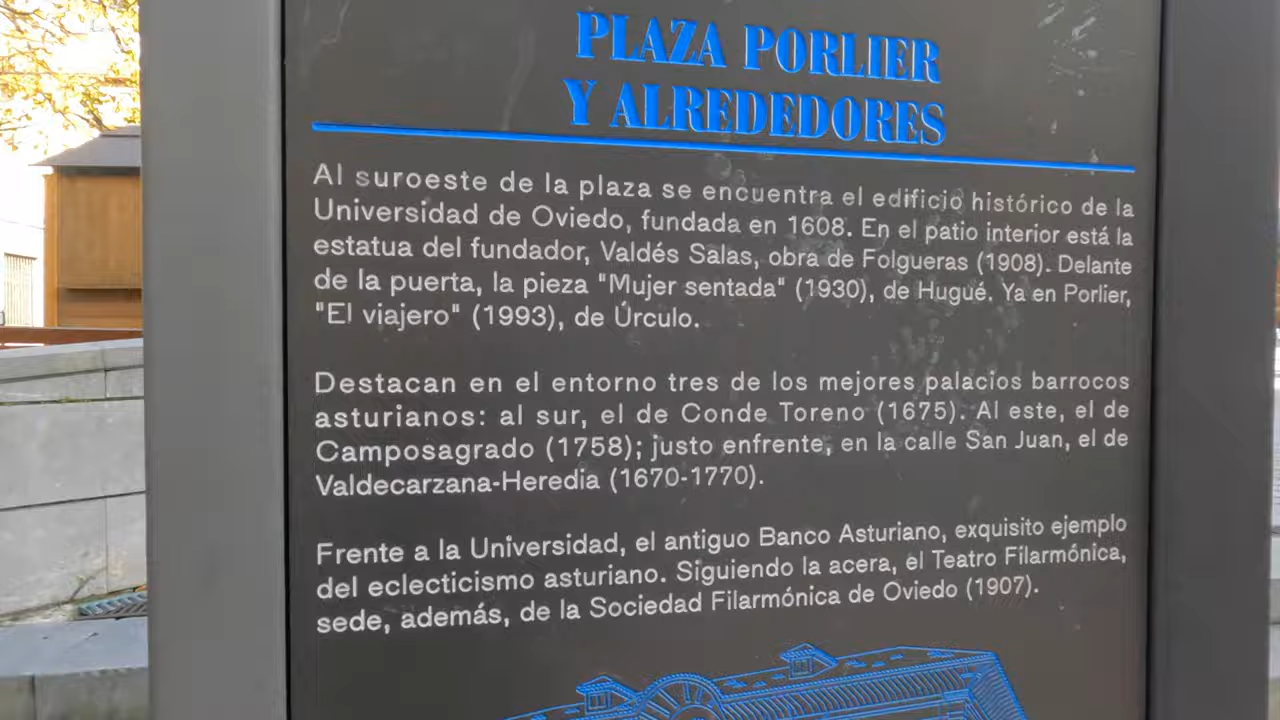 PLAZA PORLIER
Y ALREDEDORES
Al suroeste de la plaza se encuentra el edificio histórico de la
Universidad de Oviedo, fundada en 1608. En el patio interior está la
estatua del fundador, Valdés Salas, obra de Folgueras (1908). Delante
de la puerta, la pieza "Mujer sentada" (1930), de Hugué. Ya en Porlier,
"El viajero" (1993), de Úrculo.
Destacan en el entorno tres de los mejores palacios barrocos
asturianos: al sur, el de Conde Toreno (1675). Al este, el de
Camposagrado (1758); justo enfrente, en la calle San Juan, el de
Valdecarzana-Heredia (1670-1770).
Frente a la Universidad, el antiguo Banco Asturiano, exquisito ejemplo
del eclecticismo asturiano. Siguiendo la acera, el Teatro Filarmónica,
sede, además, de la Sociedad Filarmónica de Oviedo (1907).